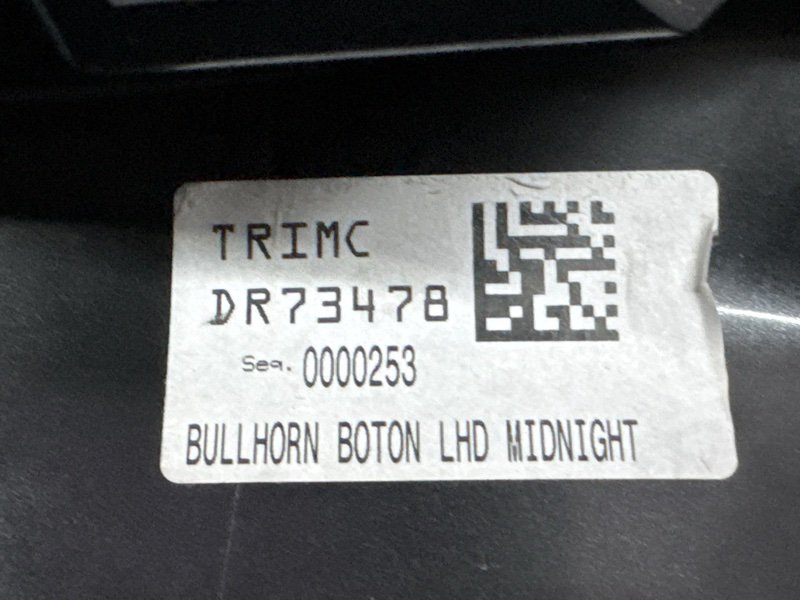 TRIMC
DR73478
Seq. 0000253
BULLHORN BOTON LHD MIDNIGHT